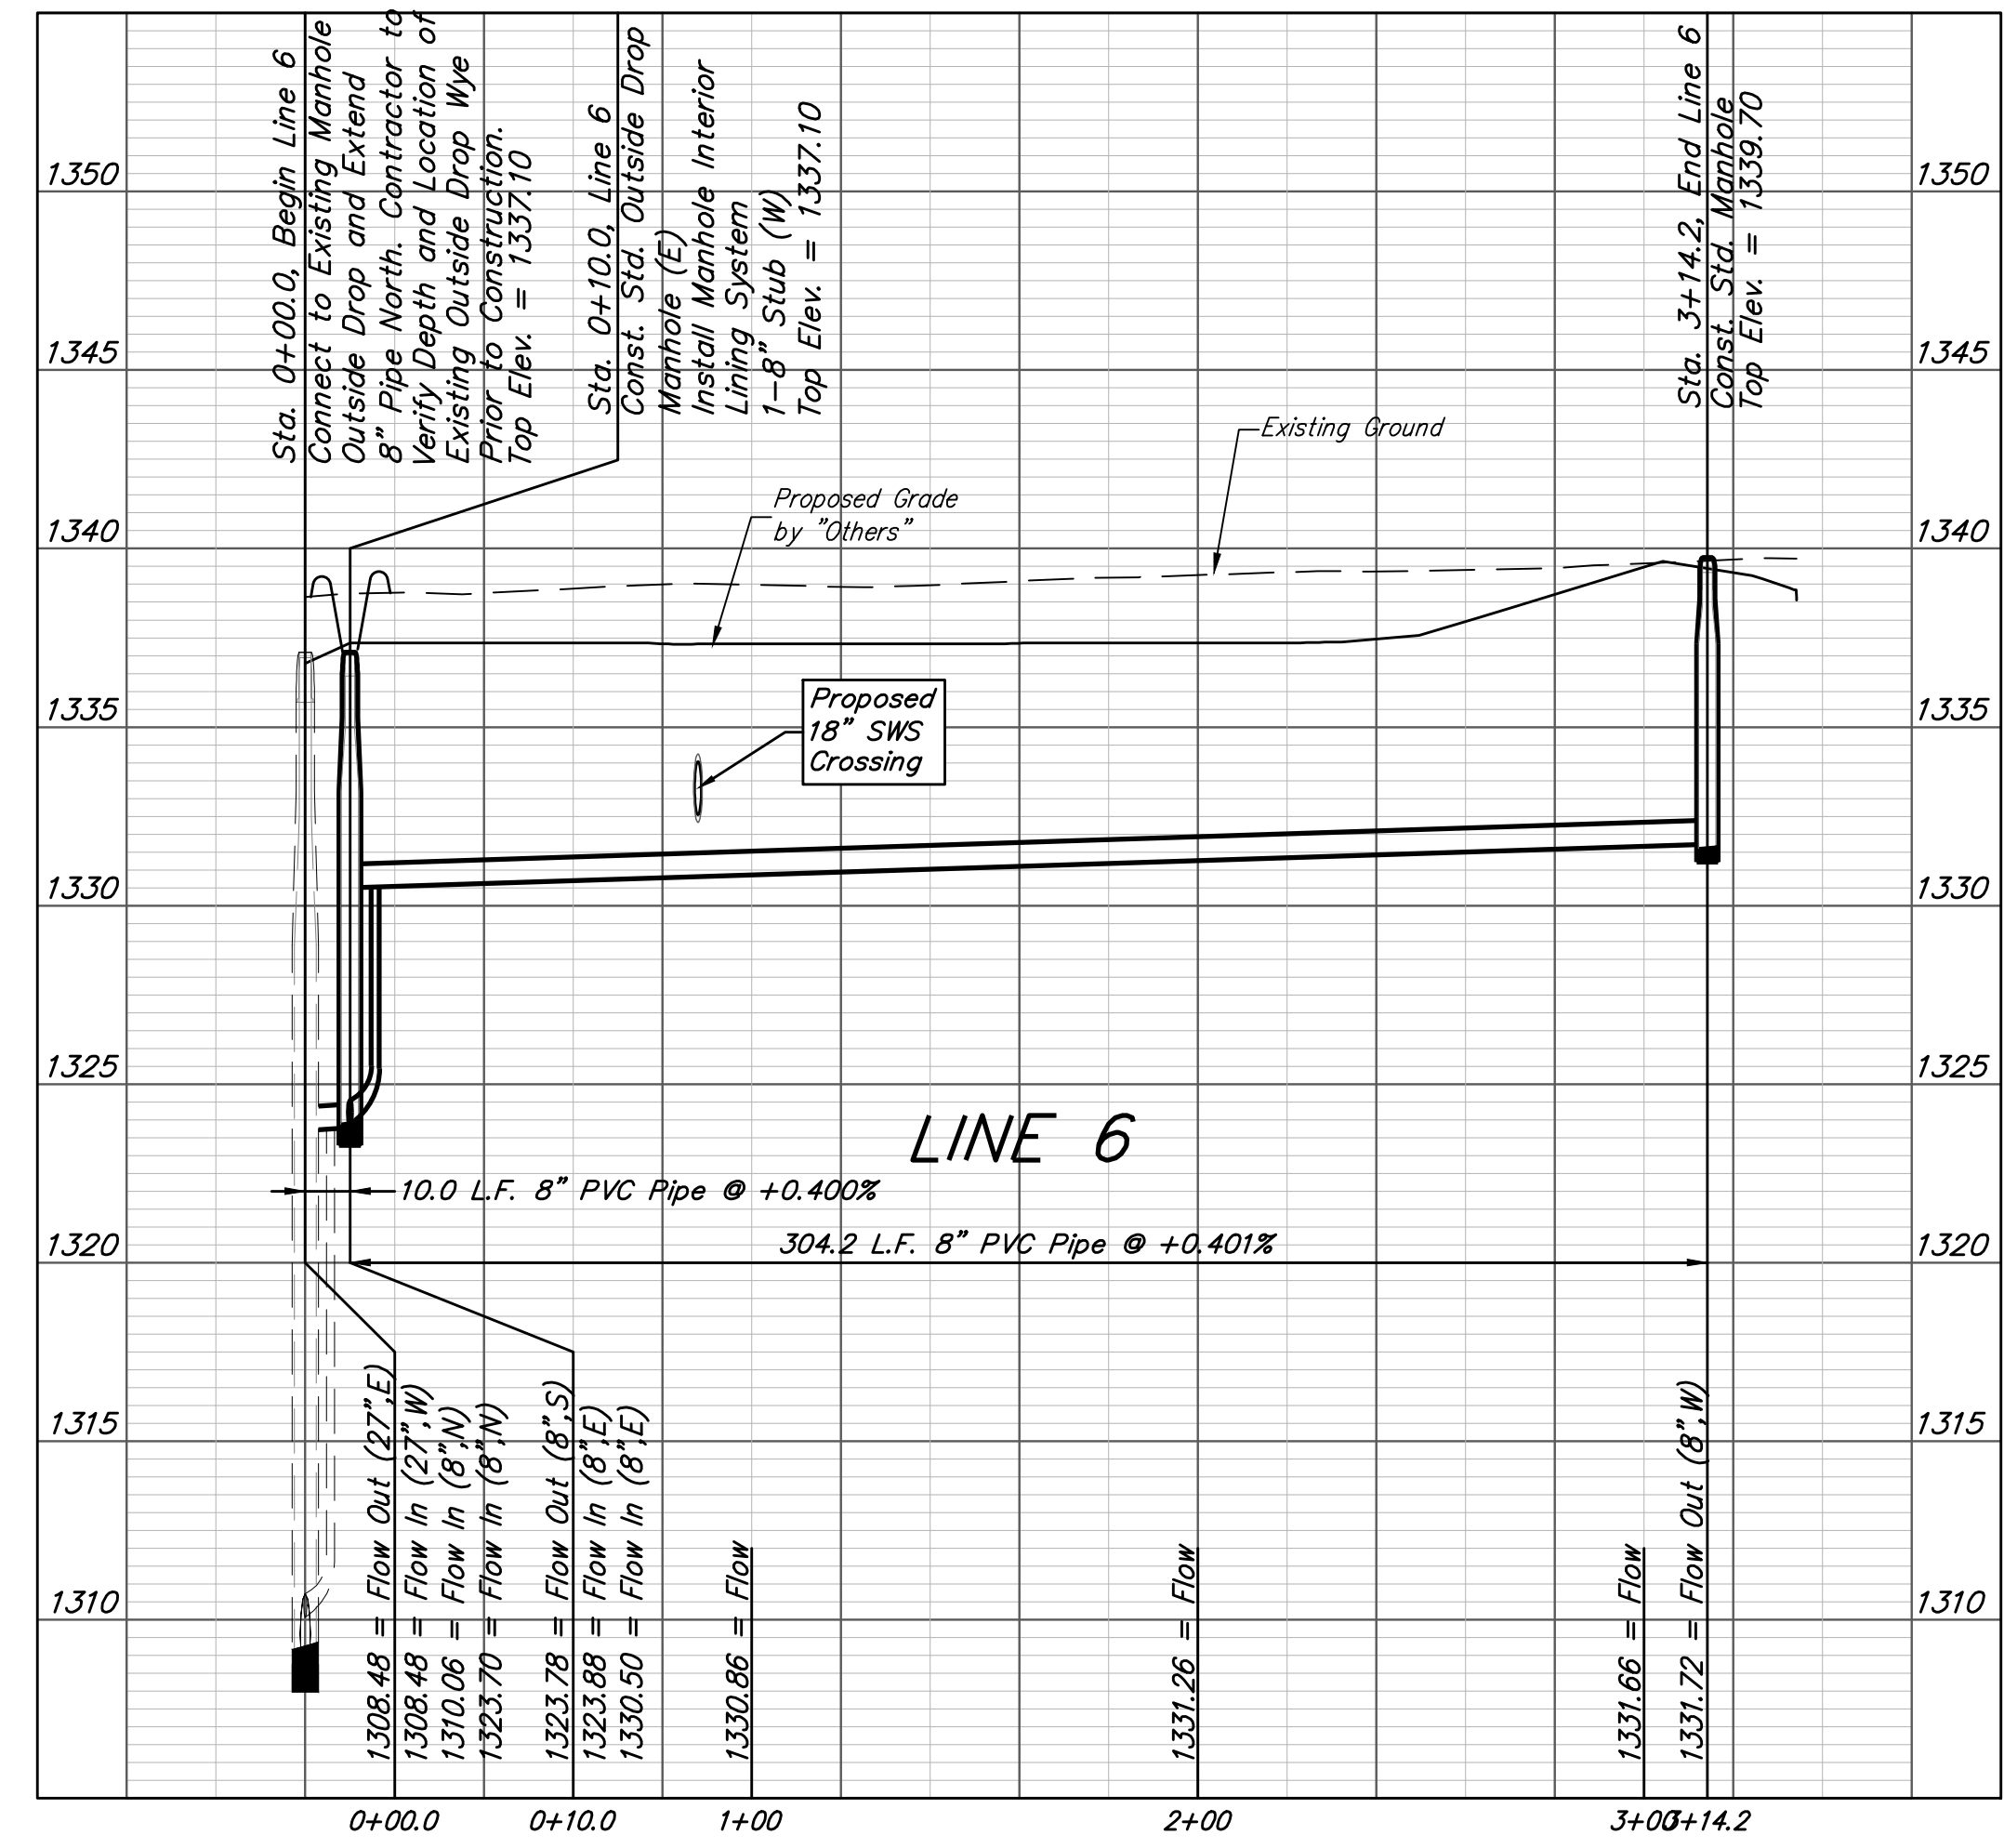 Sta. 0+00.0, Begin Line 6
Connect to Existing Manhole
Outside Drop and Extend
8" Pipe North. Contractor to
Verify Depth and Location of
Existing Outside Drop Wye
Prior to Construction.
Top Elev. = 1337.10
Sta. 0+10.0, Line 6
Const. Std. Outside Drop
Manhole (E)
Install Manhole Interior
Lining System
1-8" Stub (W)
Top Elev. = 1337.10
Sta. 3+14.2, End Line 6
Const. Std. Manhole
Top Elev. = 1339.70
1350
1350
1345
1345
Existing Ground
Proposed Grade
by "Others"
1340
1340
Proposed
18" SWS
Crossing
1335
1335
1330
1330
1325
1325
LINE 6
10.0 L.F. 8" PVC Pipe @ +0.400%
304.2 L.F. 8" PVC Pipe @ +0.401%
1320
1320
1315
1315
1310
1310
1308.48 = Flow Out (27",E)
1308.48 = Flow In (27",W)
1310.06 = Flow In (8",N)
1323.70 = Flow In (8",N)
1323.78 = Flow Out (8",S)
1323.88 = Flow In (8",E)
1330.50 = Flow In (8",E)
1330.86 = Flow
1331.26 = Flow
1331.66 = Flow
1331.72 = Flow Out (8",W)
0+00.0
0+10.0
1+00
2+00
3+00
3+14.2